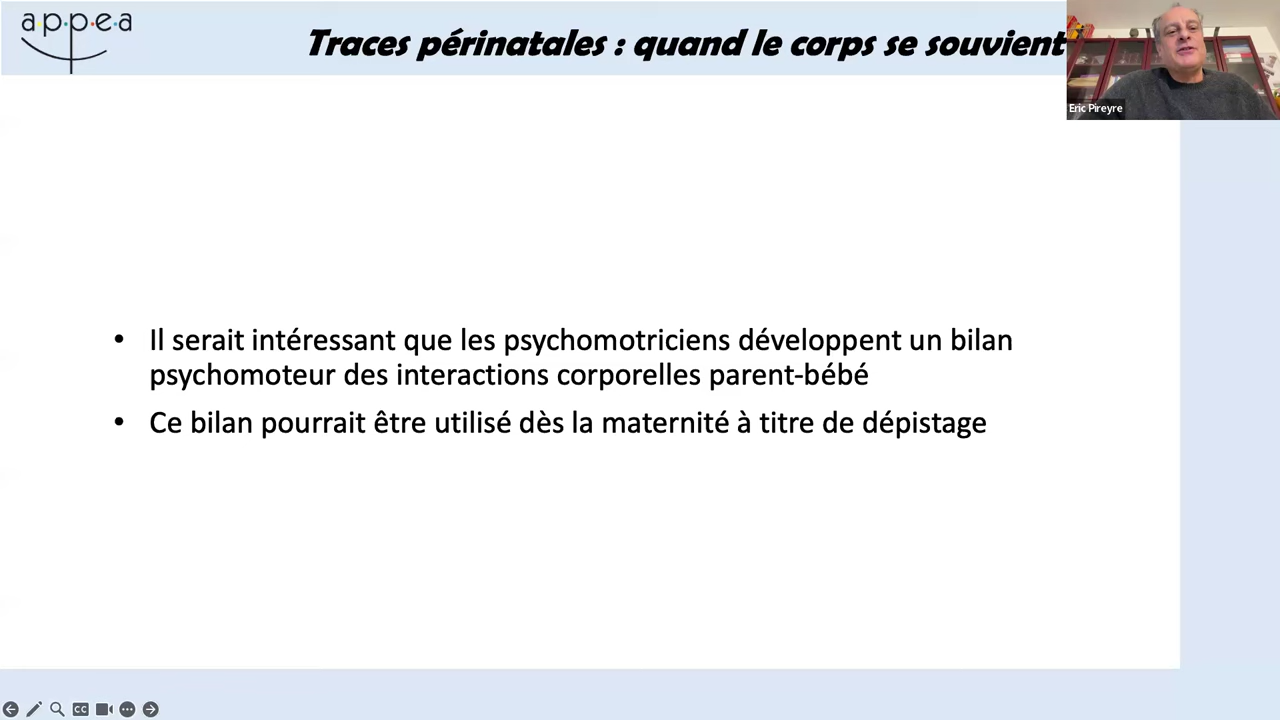 appea
Traces périnatales : quand le corps se souvient
Eric Pireyre
• Il serait intéressant que les psychomotriciens développent un bilan
psychomoteur des interactions corporelles parent-bébé
• Ce bilan pourrait être utilisé dès la maternité à titre de dépistage
CC